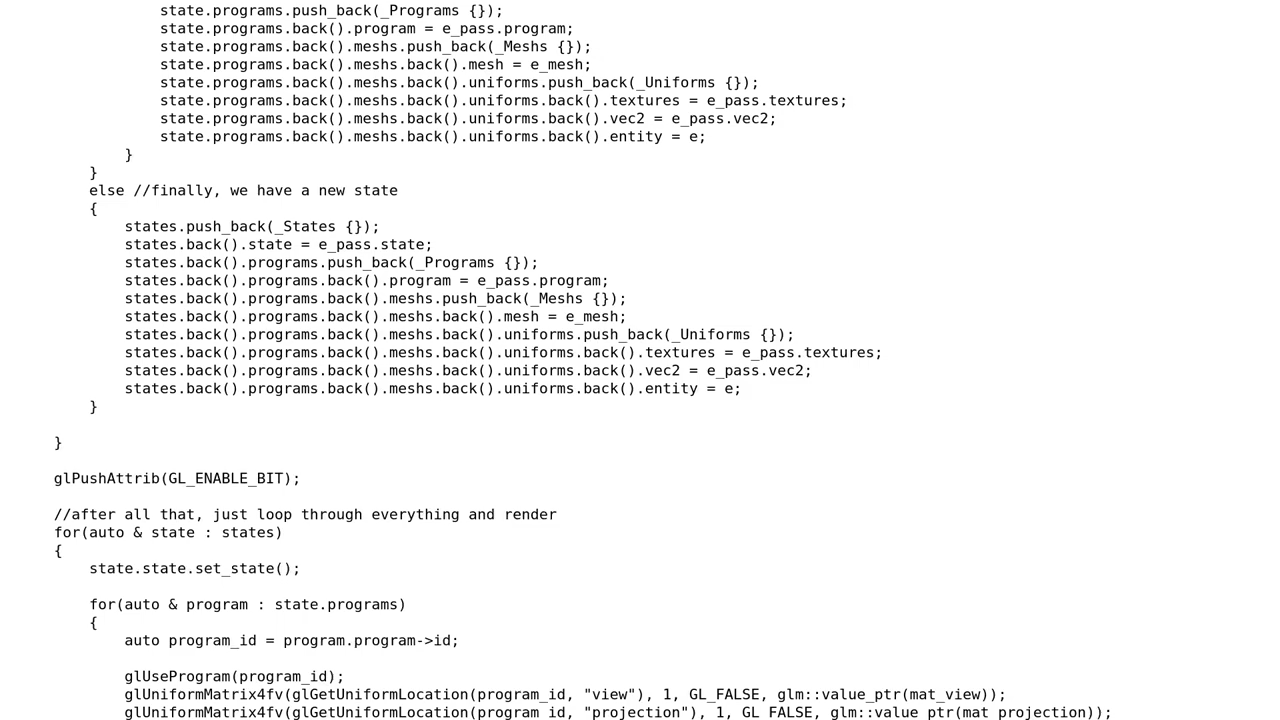 state.programs.push_back(_Programs {});
state.programs.back().program = e_pass.program;
state.programs.back().meshs.push_back(_Meshs {});
state.programs.back().meshs.back().mesh = e_mesh;
state.programs.back().meshs.back().uniforms.push_back(_Uniforms {});
state.programs.back().meshs.back().uniforms.back().textures = e_pass.textures;
state.programs.back().meshs.back().uniforms.back().vec2 = e_pass.vec2;
state.programs.back().meshs.back().uniforms.back().entity = e;
}
}
else //finally, we have a new state
{
states.push_back(_States {});
states.back().state = e_pass.state;
states.back().programs.push_back(_Programs {});
states.back().programs.back().program = e_pass.program;
states.back().programs.back().meshs.push_back(_Meshs {});
states.back().programs.back().meshs.back().mesh = e_mesh;
states.back().programs.back().meshs.back().uniforms.push_back(_Uniforms {});
states.back().programs.back().meshs.back().uniforms.back().textures = e_pass.textures;
states.back().programs.back().meshs.back().uniforms.back().vec2 = e_pass.vec2;
states.back().programs.back().meshs.back().uniforms.back().entity = e;
}
}
glPushAttrib(GL_ENABLE_BIT);
//after all that, just loop through everything and render
for(auto & state : states)
{
state.state.set_state();
for(auto & program : state.programs)
{
auto program_id = program.program->id;
glUseProgram(program_id);
glUniformMatrix4fv(glGetUniformLocation(program_id, "view"), 1, GL_FALSE, glm::value_ptr(mat_view));
glUniformMatrix4fv(glGetUniformLocation(program_id, "projection"), 1, GL_FALSE, glm::value_ptr(mat_projection));